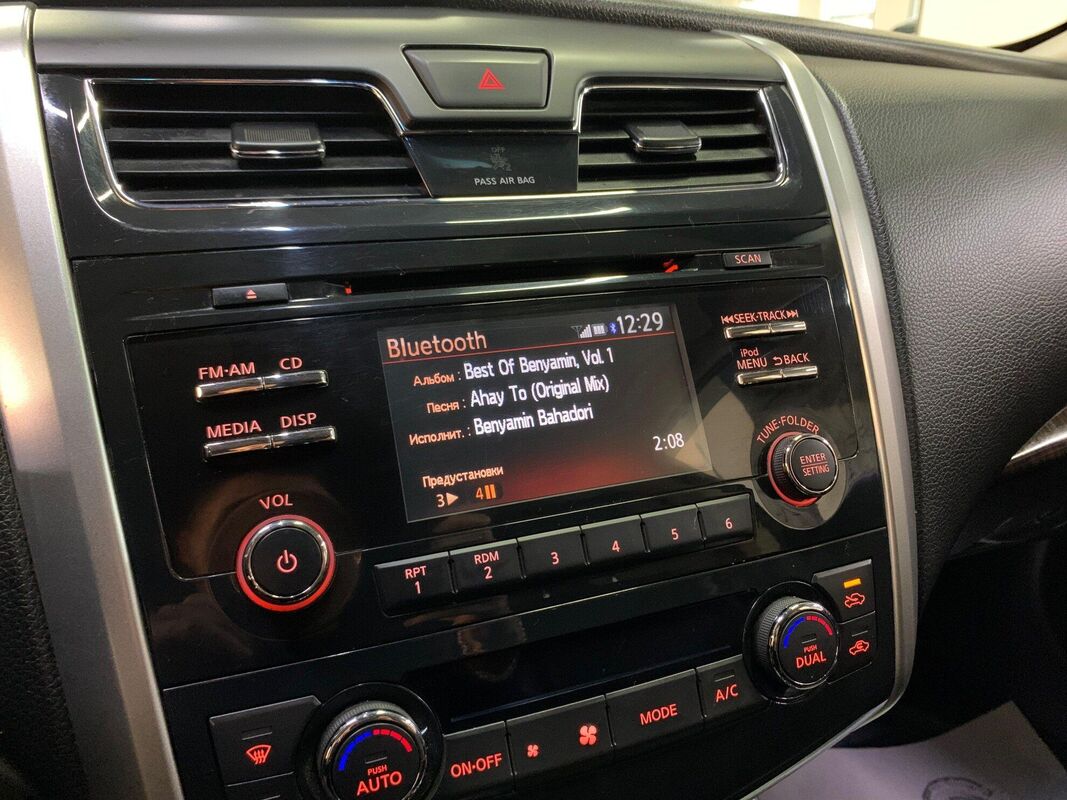 OFF
PASS AIR BAG
SCAN
SEEK·TRACK
FM·AM
CD
MEDIA
DISP
VOL
Bluetooth
12:29
Альбом : Best Of Benyamin, Vol. 1
Песня : Ahay To (Original Mix)
Исполнит. : Benyamin Bahadori
2:08
Предустановки
3
4
iPod
MENU
BACK
TUNE·FOLDER
ENTER
SETTING
RPT
1
RDM
2
3
4
5
6
PUSH
AUTO
ON·OFF
MODE
A/C
PUSH
DUAL